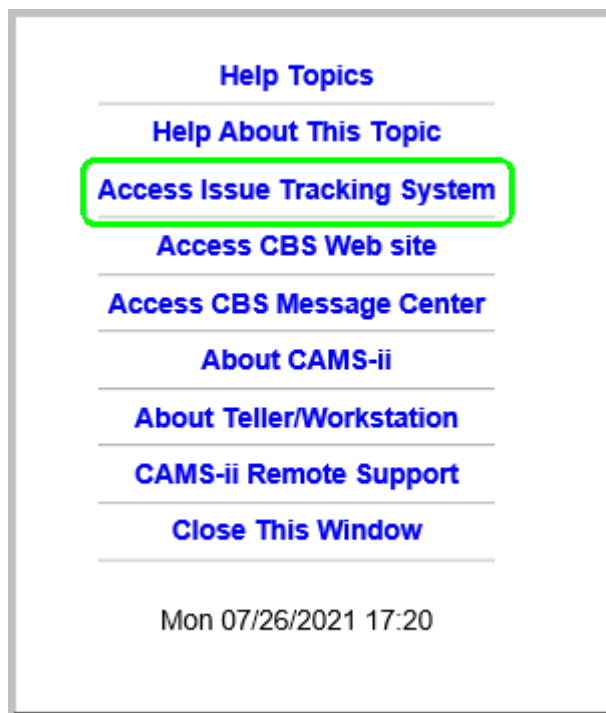 Help Topics
Help About This Topic
Access Issue Tracking System
Access CBS Web site
Access CBS Message Center
About CAMS-ii
About Teller/Workstation
CAMS-ii Remote Support
Close This Window
Mon 07/26/2021 17:20